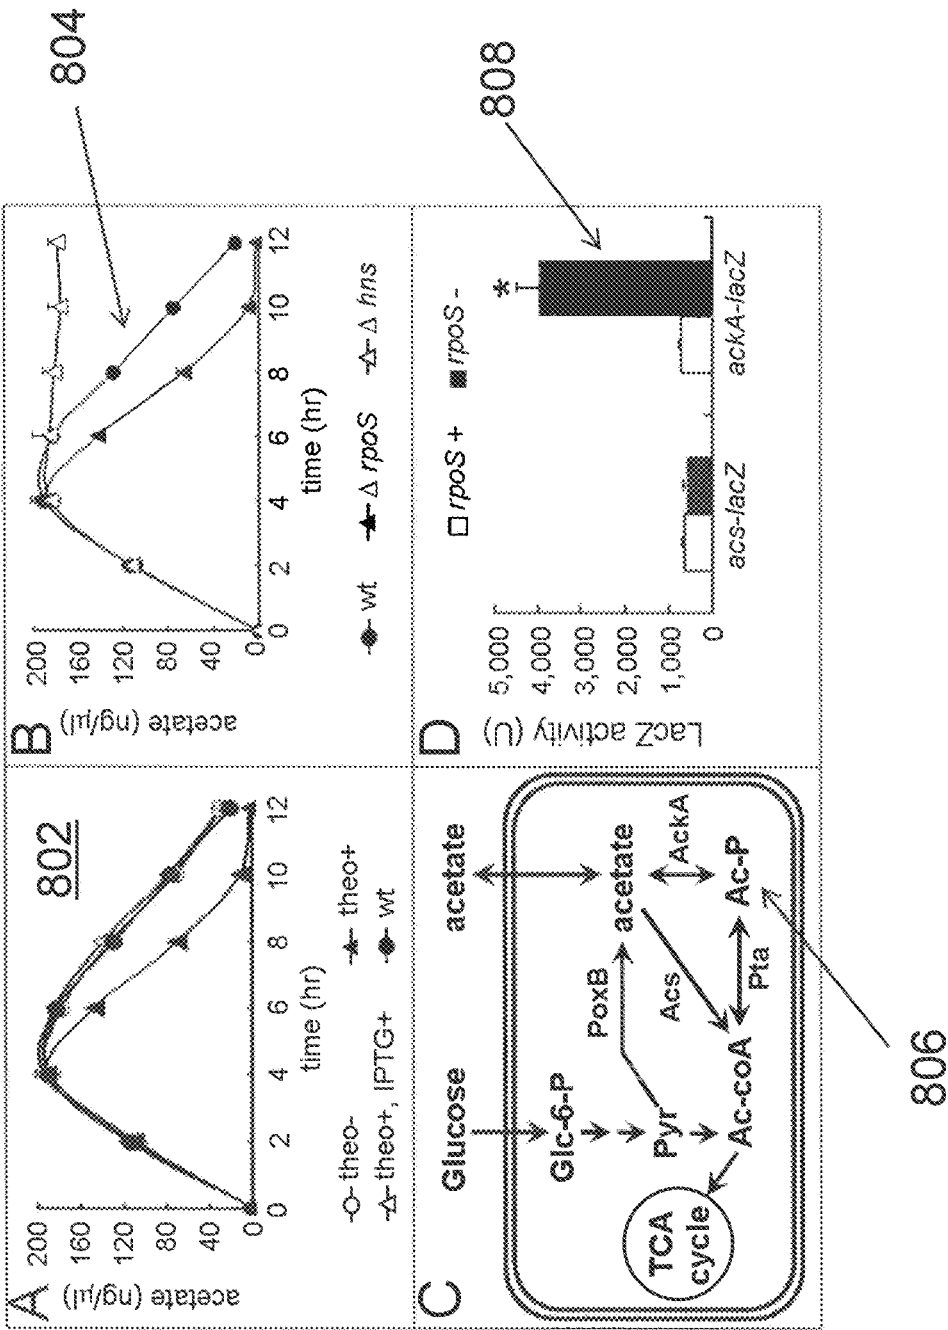 A
802
acetate (ng/µl)
200
160
120
80
40
0
0 2 4 6 8 10 12
time (hr)
theo- theo+
theo+, IPTG+ wt
B
804
acetate (ng/µl)
200
160
120
80
40
0
0 2 4 6 8 10 12
time (hr)
wt Δ rpoS Δ hns
C
Glucose acetate
Glc-6-P
PoxB
Pyr acetate
Acs AckA
Ac-coA Ac-P
Pta
TCA
cycle
806
D
808
rpoS + rpoS -
LacZ activity (U)
5,000
4,000
3,000
2,000
1,000
0
*
acs-lacZ ackA-lacZ